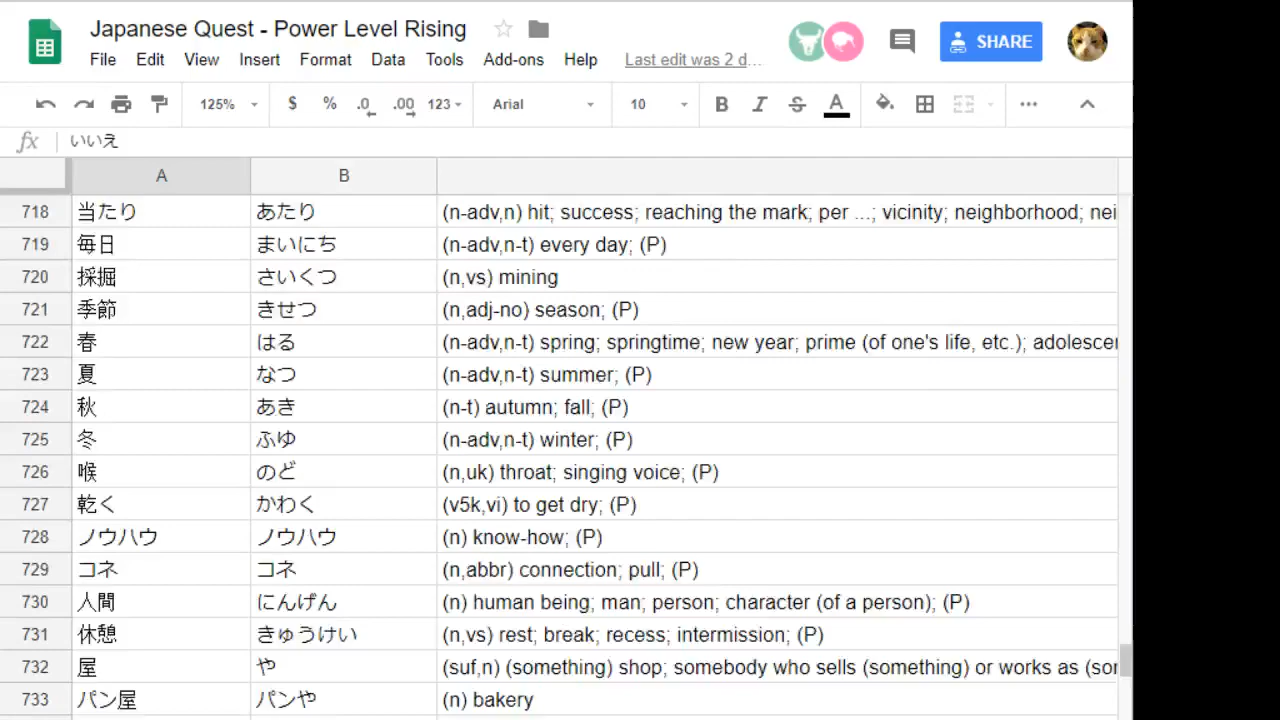 Japanese Quest - Power Level Rising
File Edit View Insert Format Data Tools Add-ons Help Last edit was 2 d...
SHARE
125% $ % .0 .00 123 Arial 10 B I S A ...
fx いいえ
A B
718 当たり あたり (n-adv,n) hit; success; reaching the mark; per ...; vicinity; neighborhood; nei
719 毎日 まいにち (n-adv,n-t) every day; (P)
720 採掘 さいくつ (n,vs) mining
721 季節 きせつ (n,adj-no) season; (P)
722 春 はる (n-adv,n-t) spring; springtime; new year; prime (of one's life, etc.); adolescen
723 夏 なつ (n-adv,n-t) summer; (P)
724 秋 あき (n-t) autumn; fall; (P)
725 冬 ふゆ (n-adv,n-t) winter; (P)
726 喉 のど (n,uk) throat; singing voice; (P)
727 乾く かわく (v5k,vi) to get dry; (P)
728 ノウハウ ノウハウ (n) know-how; (P)
729 コネ コネ (n,abbr) connection; pull; (P)
730 人間 にんげん (n) human being; man; person; character (of a person); (P)
731 休憩 きゅうけい (n,vs) rest; break; recess; intermission; (P)
732 屋 や (suf,n) (something) shop; somebody who sells (something) or works as (som
733 パン屋 パンや (n) bakery